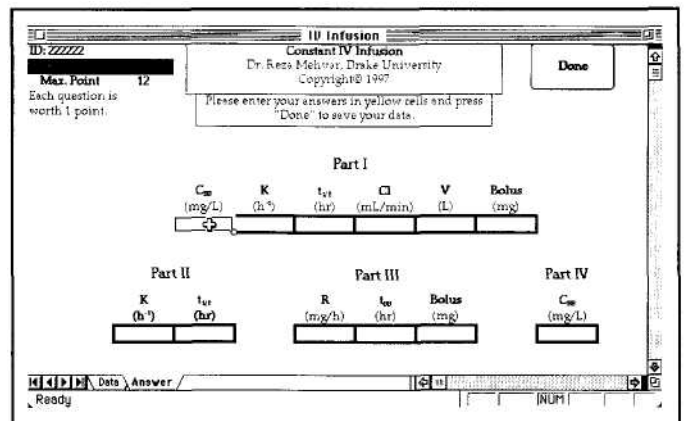 IV Infusion
ID: 222222
Max. Point 12
Each question is
worth 1 point.
Constant IV Infusion
Dr. Reza Mehvar, Drake University
Copyright© 1997
Please enter your answers in yellow cells and press
"Done" to save your data.
Done
Part I
Css K t1/2 Cl V Bolus
(mg/L) (h⁻¹) (hr) (mL/min) (L) (mg)
Part II Part III Part IV
K t1/2 R tss Bolus Css
(h⁻¹) (hr) (mg/h) (hr) (mg) (mg/L)
Data Answer
Ready NUM